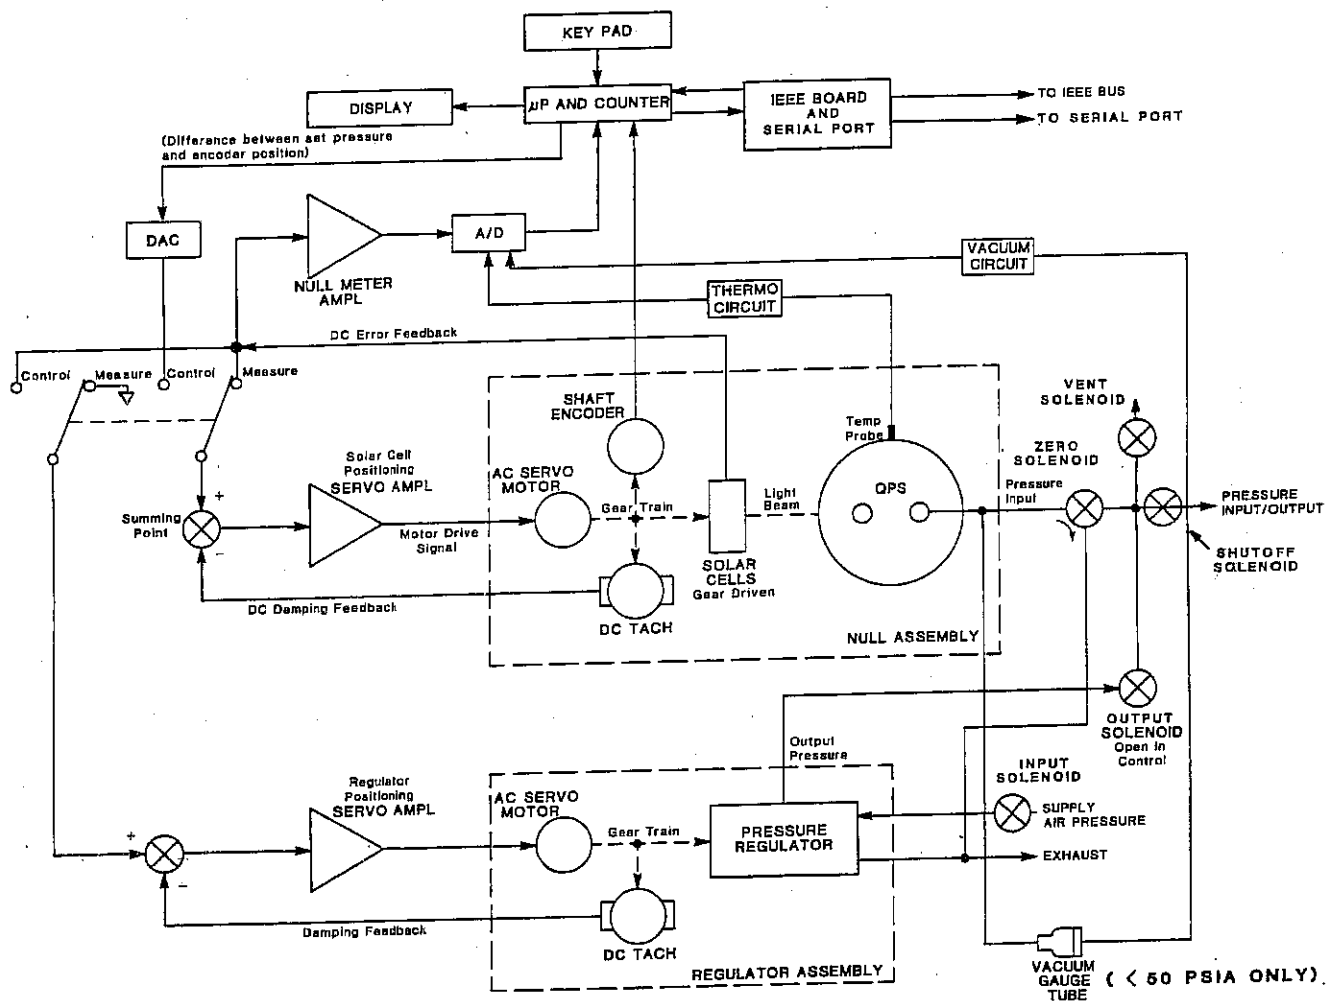 KEY PAD
DISPLAY
μP AND COUNTER
IEEE BOARD
AND
SERIAL PORT
TO IEEE BUS
TO SERIAL PORT
(Difference between set pressure
and encoder position)
DAC
A/D
NULL METER
AMPL
VACUUM
CIRCUIT
THERMO
CIRCUIT
DC Error Feedback
Control
Measure
Control
Measure
SHAFT
ENCODER
Temp
Probe
VENT
SOLENOID
ZERO
SOLENOID
Solar Cell
Positioning
SERVO AMPL
AC SERVO
MOTOR
Gear Train
Light
Beam
QPS
Pressure
Input
PRESSURE
INPUT/OUTPUT
+
Summing
Point
−
Motor Drive
Signal
SOLAR
CELLS
Gear Driven
SHUTOFF
SOLENOID
DC Damping Feedback
DC TACH
NULL ASSEMBLY
OUTPUT
SOLENOID
Open in
Control
Output
Pressure
INPUT
SOLENOID
Regulator
Positioning
SERVO AMPL
AC SERVO
MOTOR
Gear Train
PRESSURE
REGULATOR
SUPPLY
AIR PRESSURE
+
−
EXHAUST
Damping Feedback
DC TACH
REGULATOR ASSEMBLY
VACUUM
GAUGE
TUBE
( < 50 PSIA ONLY)